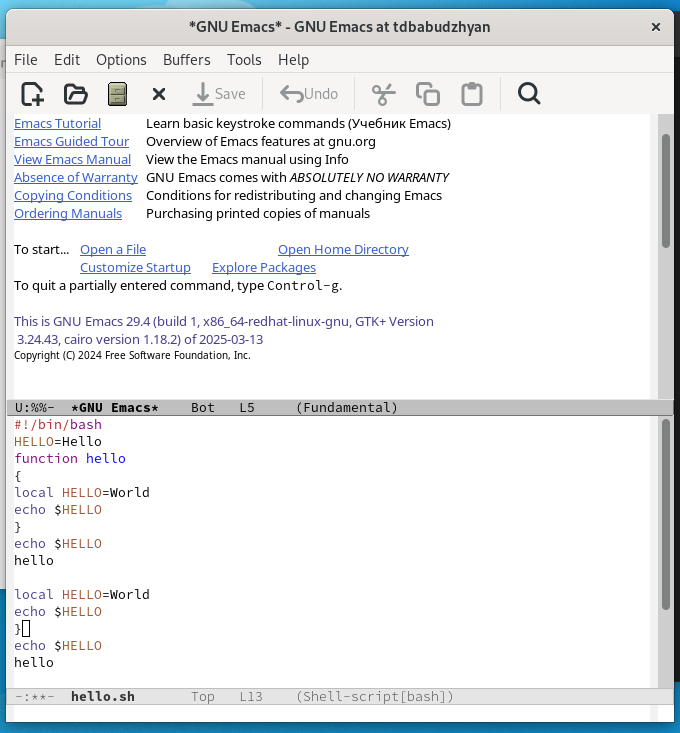 *GNU Emacs* - GNU Emacs at tdbabudzhyan
File Edit Options Buffers Tools Help
Save Undo
Emacs Tutorial Learn basic keystroke commands (Учебник Emacs)
Emacs Guided Tour Overview of Emacs features at gnu.org
View Emacs Manual View the Emacs manual using Info
Absence of Warranty GNU Emacs comes with ABSOLUTELY NO WARRANTY
Copying Conditions Conditions for redistributing and changing Emacs
Ordering Manuals Purchasing printed copies of manuals
To start... Open a File Open Home Directory
Customize Startup Explore Packages
To quit a partially entered command, type Control-g.
This is GNU Emacs 29.4 (build 1, x86_64-redhat-linux-gnu, GTK+ Version
3.24.43, cairo version 1.18.2) of 2025-03-13
Copyright (C) 2024 Free Software Foundation, Inc.
U:%%- *GNU Emacs* Bot L5 (Fundamental)
#!/bin/bash
HELLO=Hello
function hello
{
local HELLO=World
echo $HELLO
}
echo $HELLO
hello
local HELLO=World
echo $HELLO
}
echo $HELLO
hello
-:**- hello.sh Top L13 (Shell-script[bash])